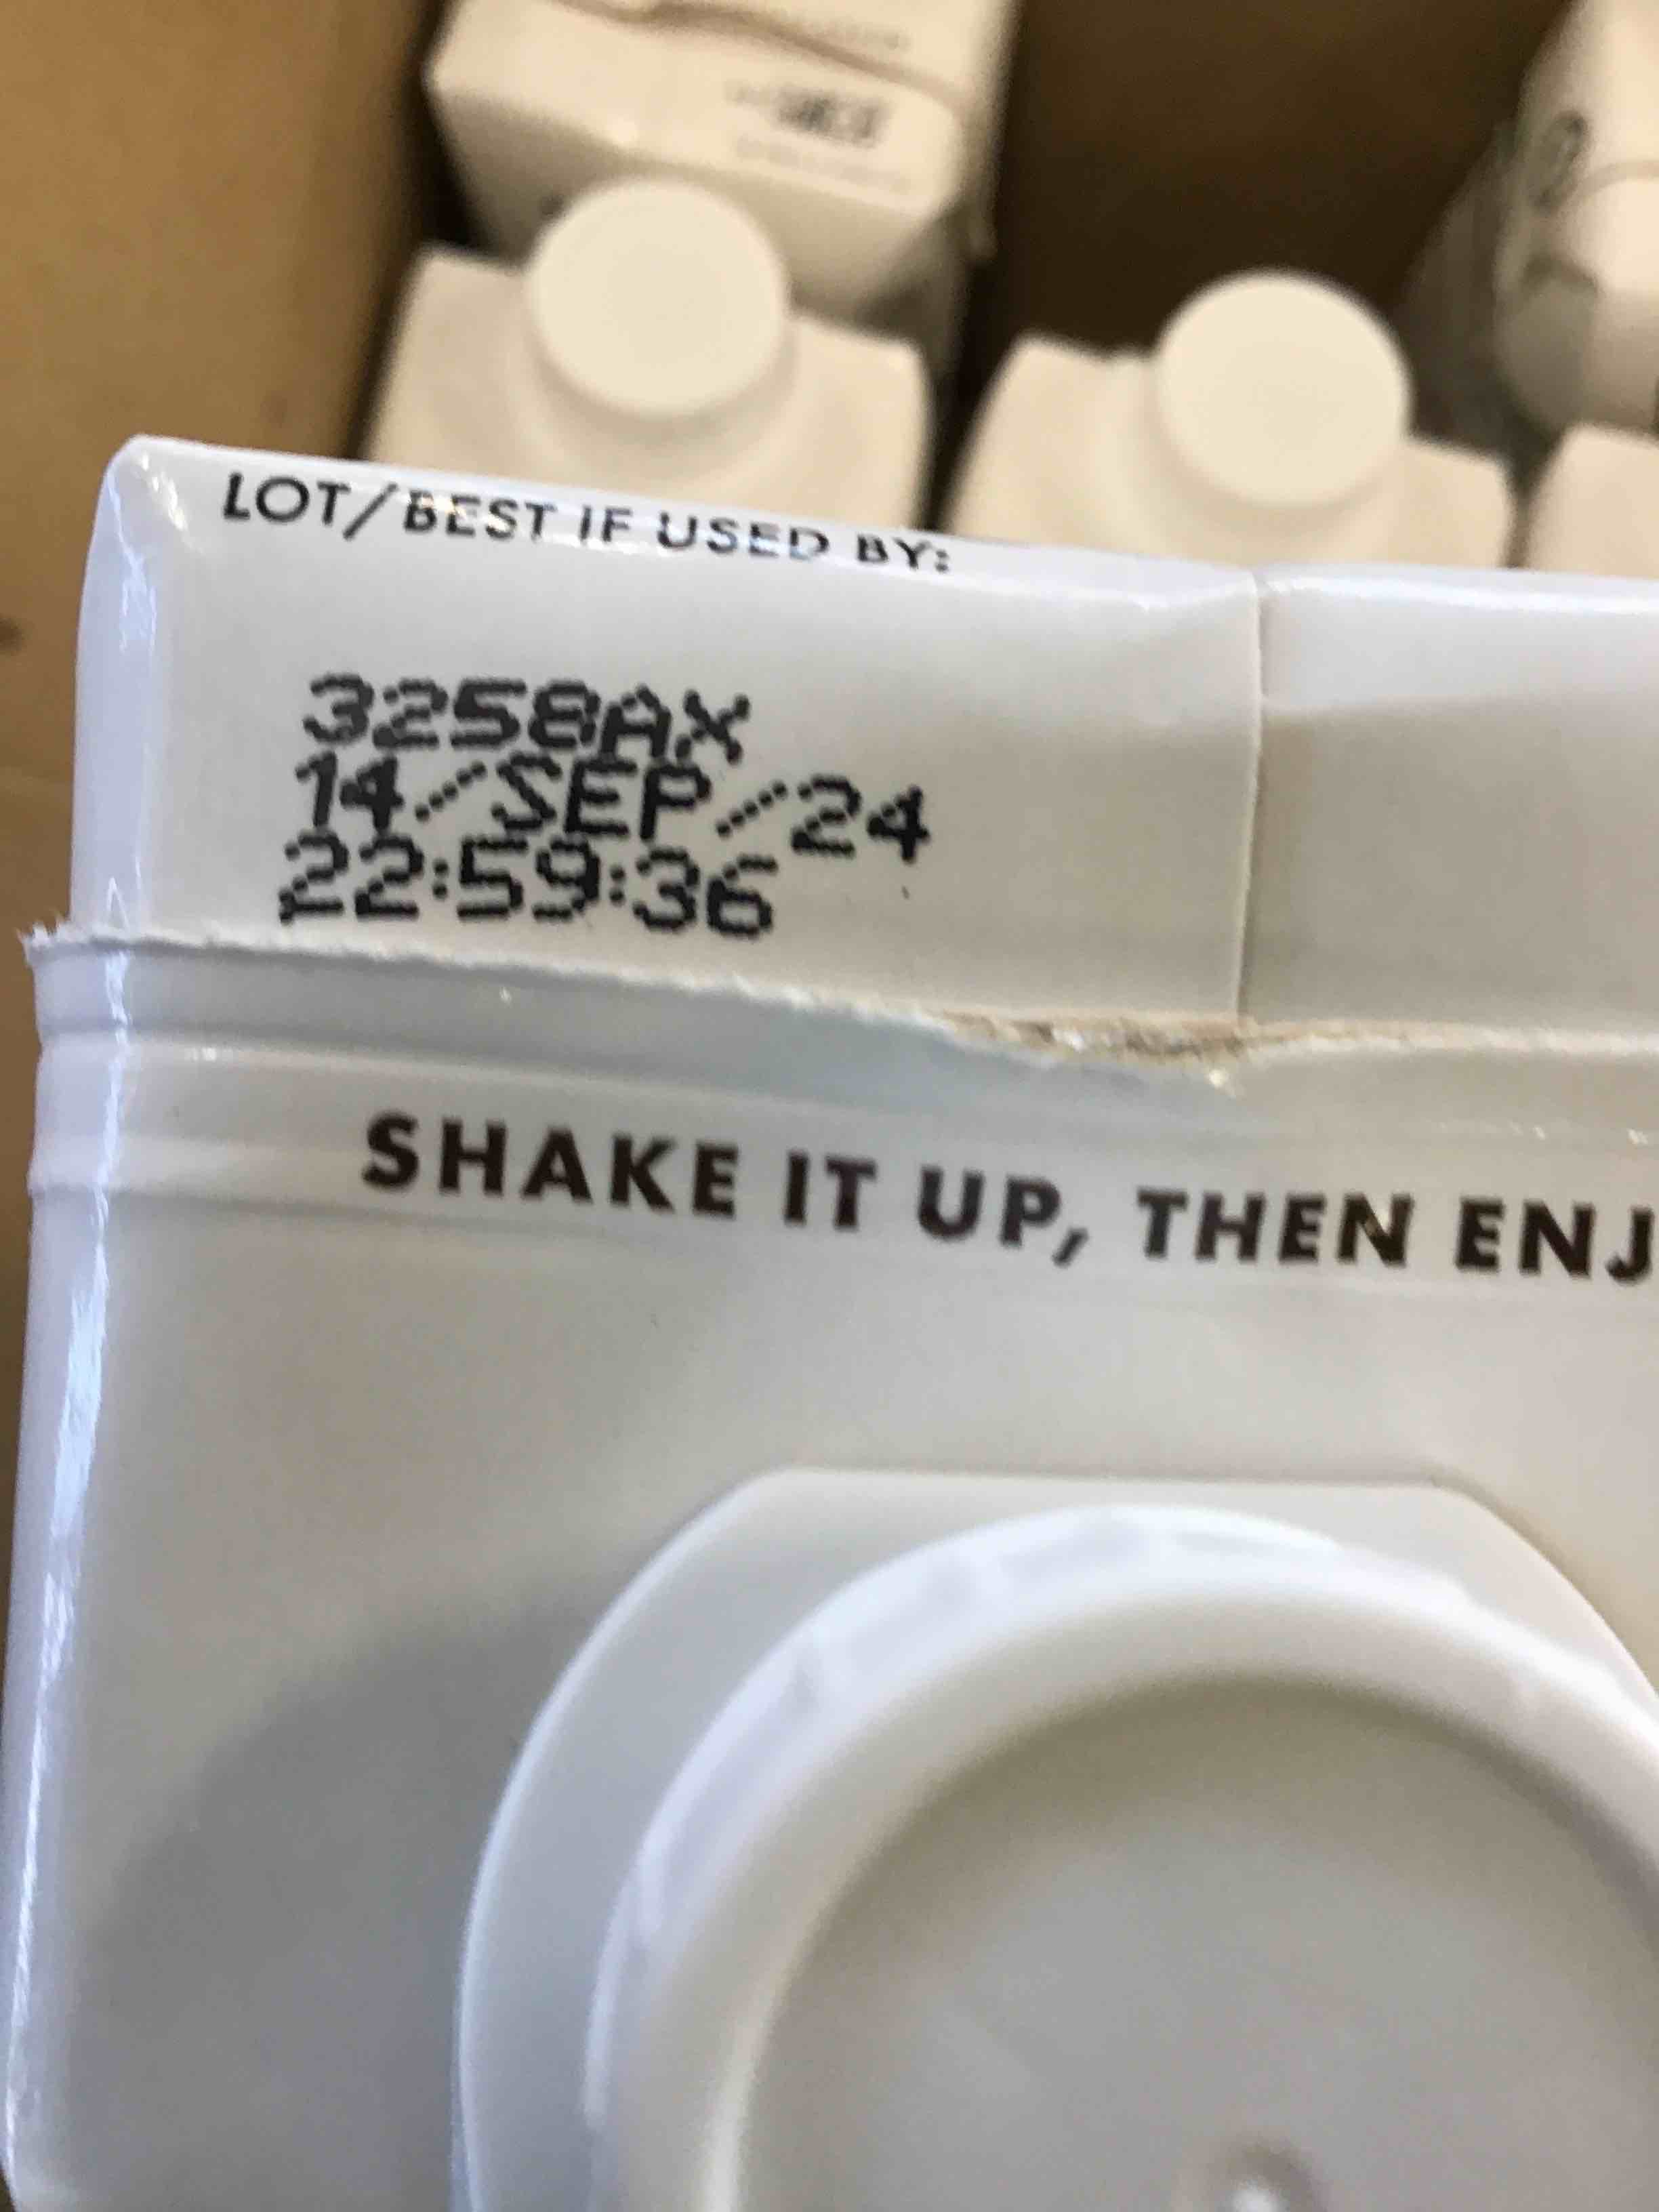 LOT/BEST IF USED BY:
3258AX
14/SEP/24
22:59:36
SHAKE IT UP, THEN ENJ